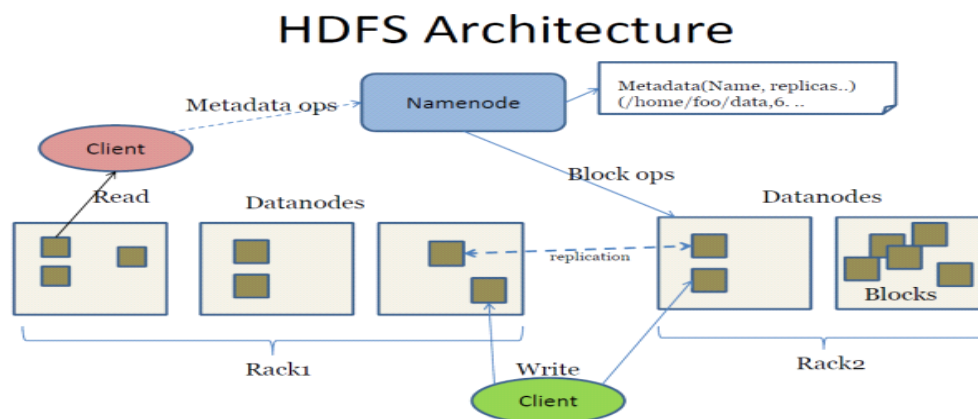 HDFS Architecture
Metadata(Name, replicas..)
(/home/foo/data,6. ..
Namenode
Metadata ops
Client
Block ops
Read
Datanodes
Datanodes
replication
Blocks
Rack1
Write
Rack2
Client